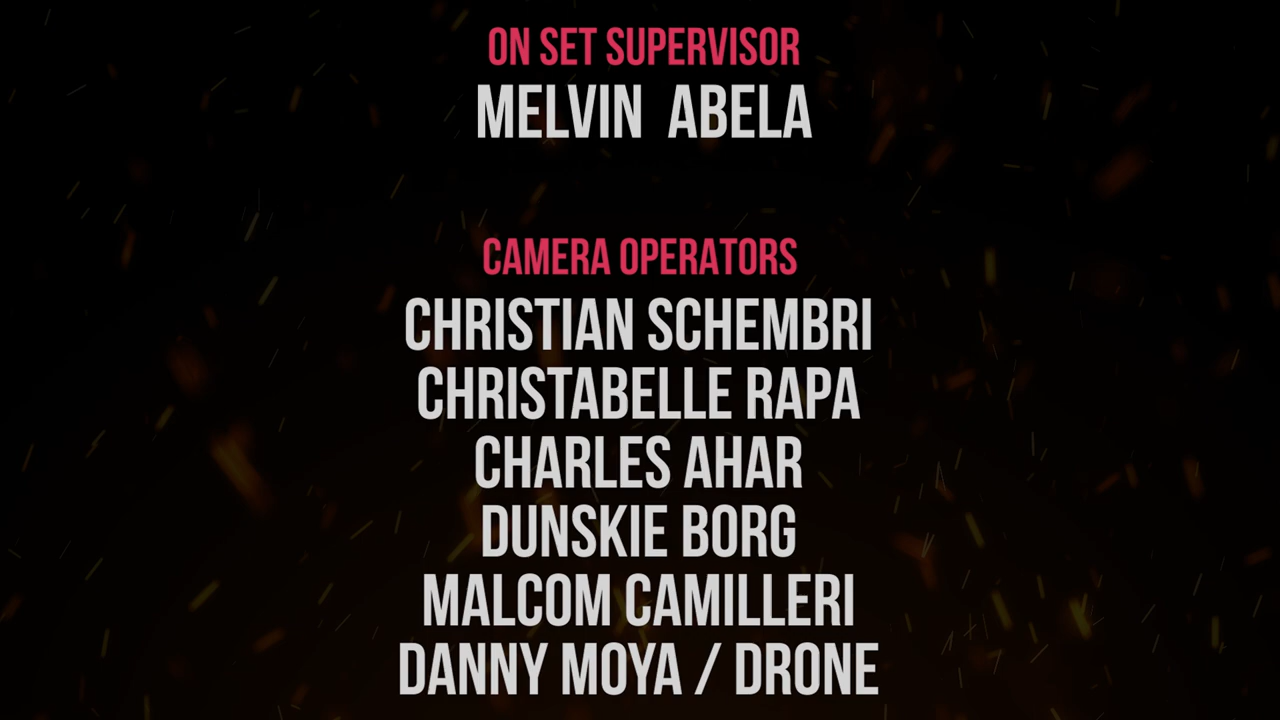 ON SET SUPERVISOR
MELVIN ABELA
CAMERA OPERATORS
CHRISTIAN SCHEMBRI
CHRISTABELLE RAPA
CHARLES AHAR
DUNSKIE BORG
MALCOM CAMILLERI
DANNY MOYA / DRONE